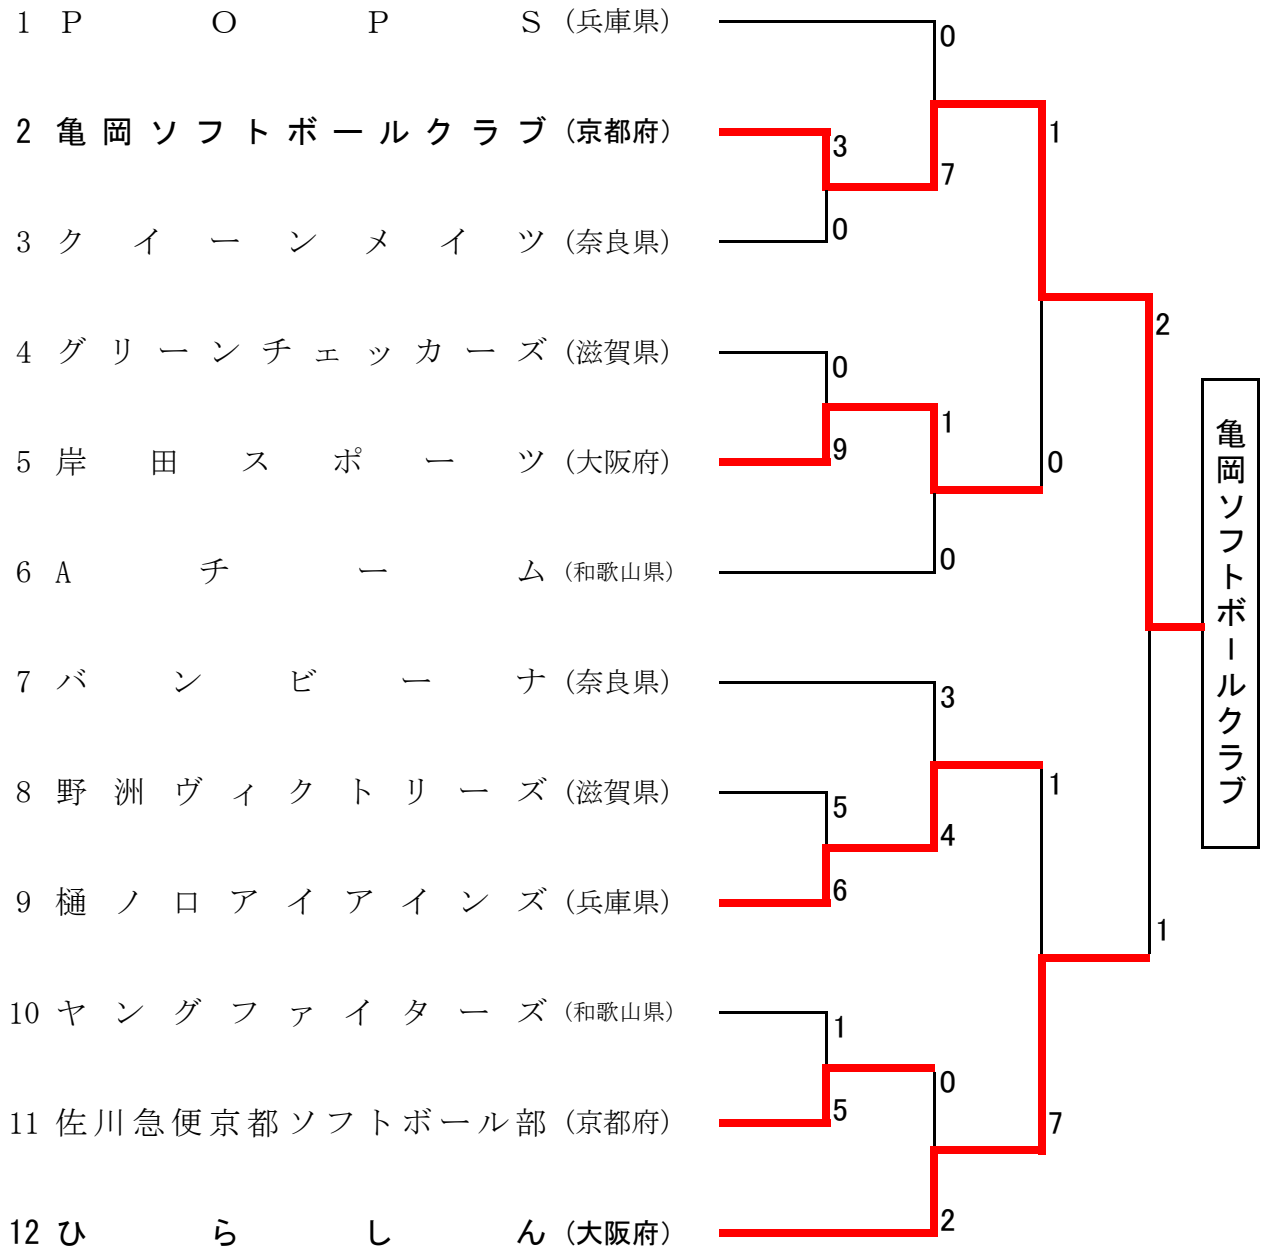 1 ＰＯＰＳ (兵庫県) 0
2 亀岡ソフトボールクラブ (京都府) 3 7 1
3 クイーンメイツ (奈良県) 0
2
4 グリーンチェッカーズ (滋賀県) 0
5 岸田スポーツ (大阪府) 9 1 0
6 Aチーム (和歌山県) 0
亀岡ソフトボールクラブ
7 バンビーナ (奈良県) 3
8 野洲ヴィクトリーズ (滋賀県) 5 4 1
9 樋ノ口アイアインズ (兵庫県) 6
1
10 ヤングファイターズ (和歌山県) 1
11 佐川急便京都ソフトボール部 (京都府) 5 0 7
12 ひらしん (大阪府) 2